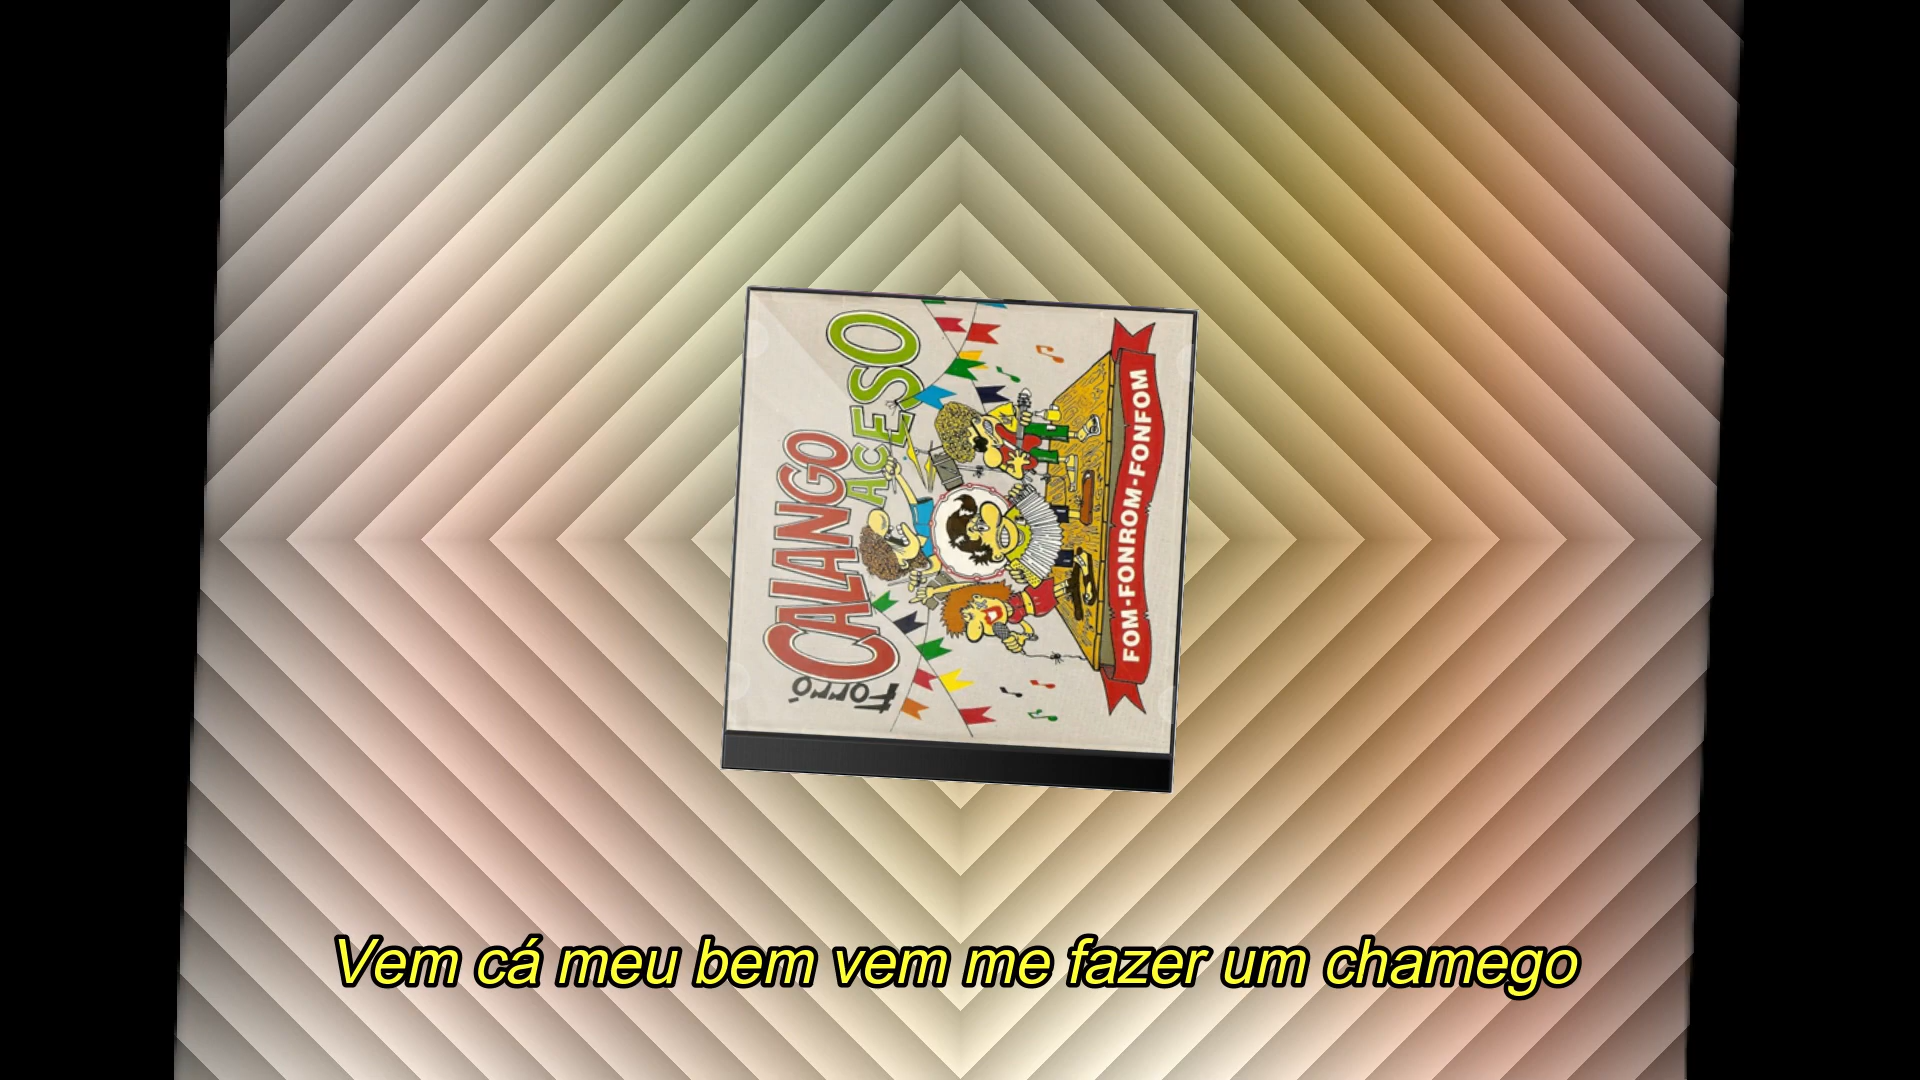 Forró
CALANGO
ACESO
FOM-FONROM-FONFOM
Vem cá meu bem vem me fazer um chamego